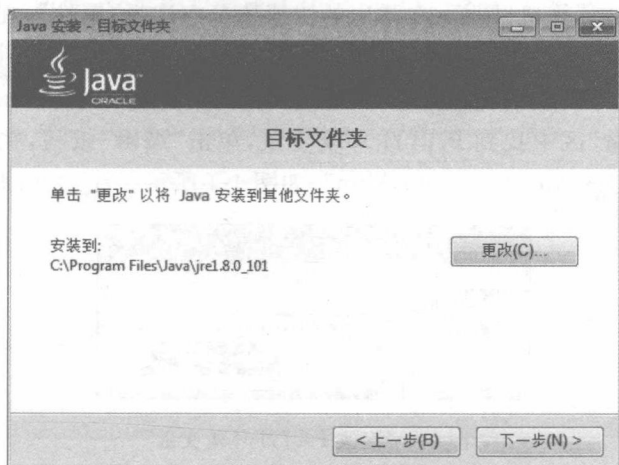 Java 安装 - 目标文件夹
Java
ORACLE
目标文件夹
单击 "更改" 以将 Java 安装到其他文件夹。
安装到:
更改(C)...
C:\Program Files\Java\jre1.8.0_101
< 上一步(B)
下一步(N) >